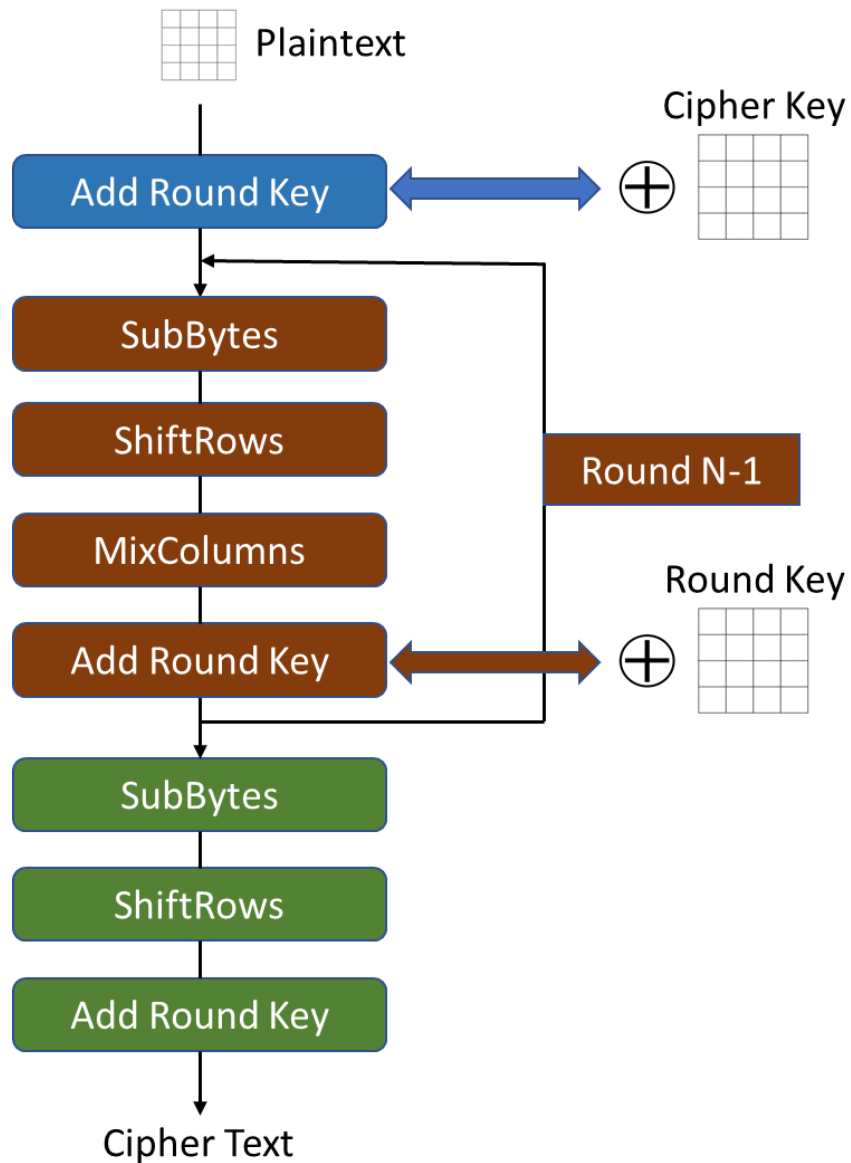 Plaintext
Cipher Key
Add Round Key
SubBytes
ShiftRows
Round N-1
MixColumns
Round Key
Add Round Key
SubBytes
ShiftRows
Add Round Key
Cipher Text